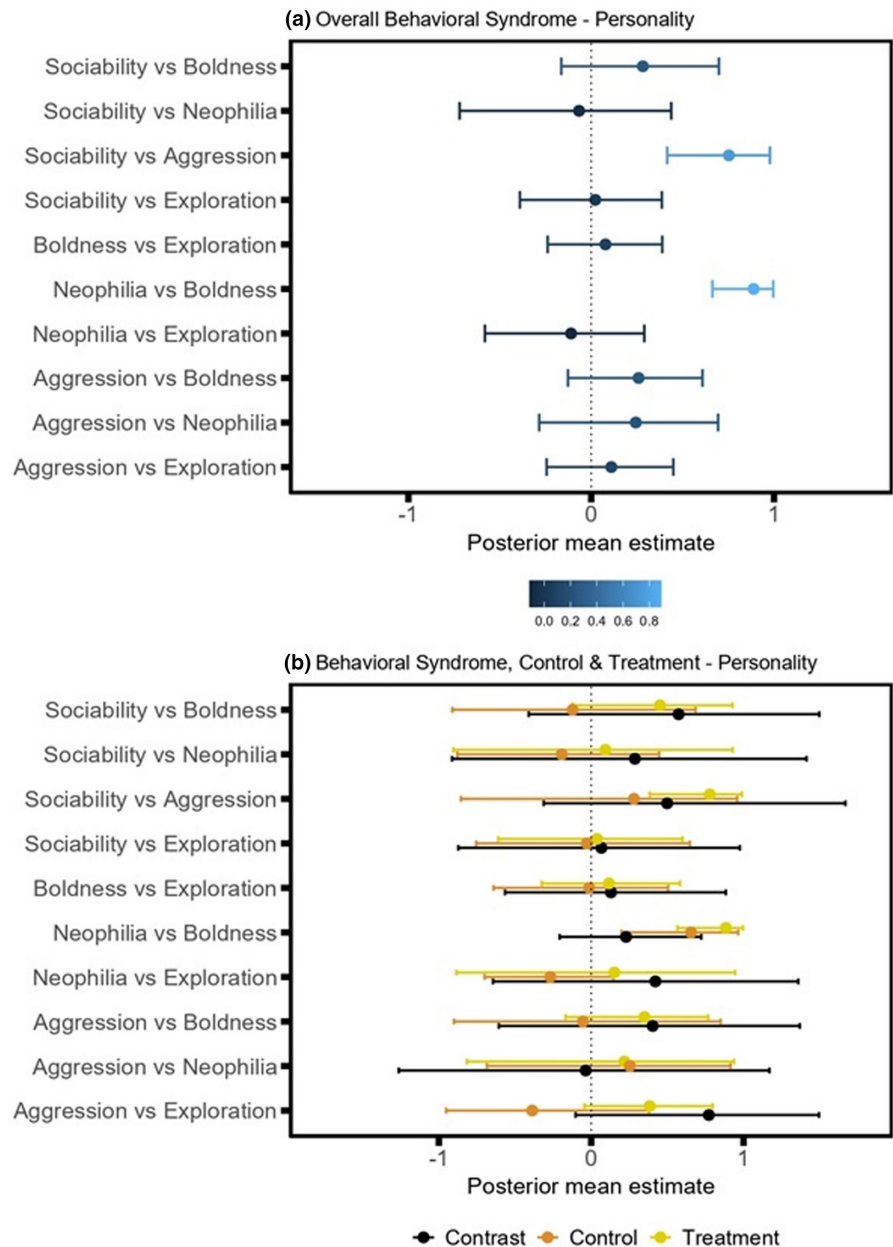 (a) Overall Behavioral Syndrome - Personality
Sociability vs Boldness
Sociability vs Neophilia
Sociability vs Aggression
Sociability vs Exploration
Boldness vs Exploration
Neophilia vs Boldness
Neophilia vs Exploration
Aggression vs Boldness
Aggression vs Neophilia
Aggression vs Exploration
-1 0 1
Posterior mean estimate
0.0 0.2 0.4 0.6 0.8
(b) Behavioral Syndrome, Control & Treatment - Personality
Sociability vs Boldness
Sociability vs Neophilia
Sociability vs Aggression
Sociability vs Exploration
Boldness vs Exploration
Neophilia vs Boldness
Neophilia vs Exploration
Aggression vs Boldness
Aggression vs Neophilia
Aggression vs Exploration
-1 0 1
Posterior mean estimate
Contrast Control Treatment